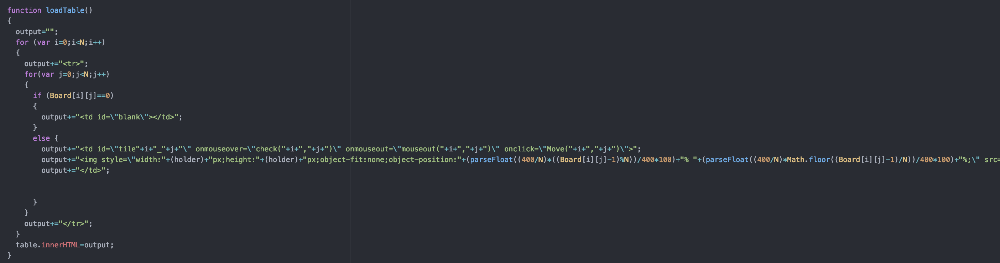 function loadTable()
{
  output="";
  for (var i=0;i<N;i++)
  {
    output+="<tr>";
    for(var j=0;j<N;j++)
    {
      if (Board[i][j]==0)
      {
        output+="<td id=\"blank\"></td>";
      }
      else {
        output+="<td id=\"tile"+i+"_"+j+"\" onmouseover=\"check("+i+","+j+")\" onmouseout=\"mouseout("+i+","+j+")\" onclick=\"Move("+i+","+j+")\">";
        output+="<img style=\"width:"+(holder)+"px;height:"+(holder)+"px;object-fit:none;object-position:"+(parseFloat((400/N)*((Board[i][j]-1)%N))/400*100)+"% "+(parseFloat((400/N)*Math.floor((Board[i][j]-1)/N))/400*100)+"%;\" src=
        output+="</td>";
      }
    }
    output+="</tr>";
  }
  table.innerHTML=output;
}